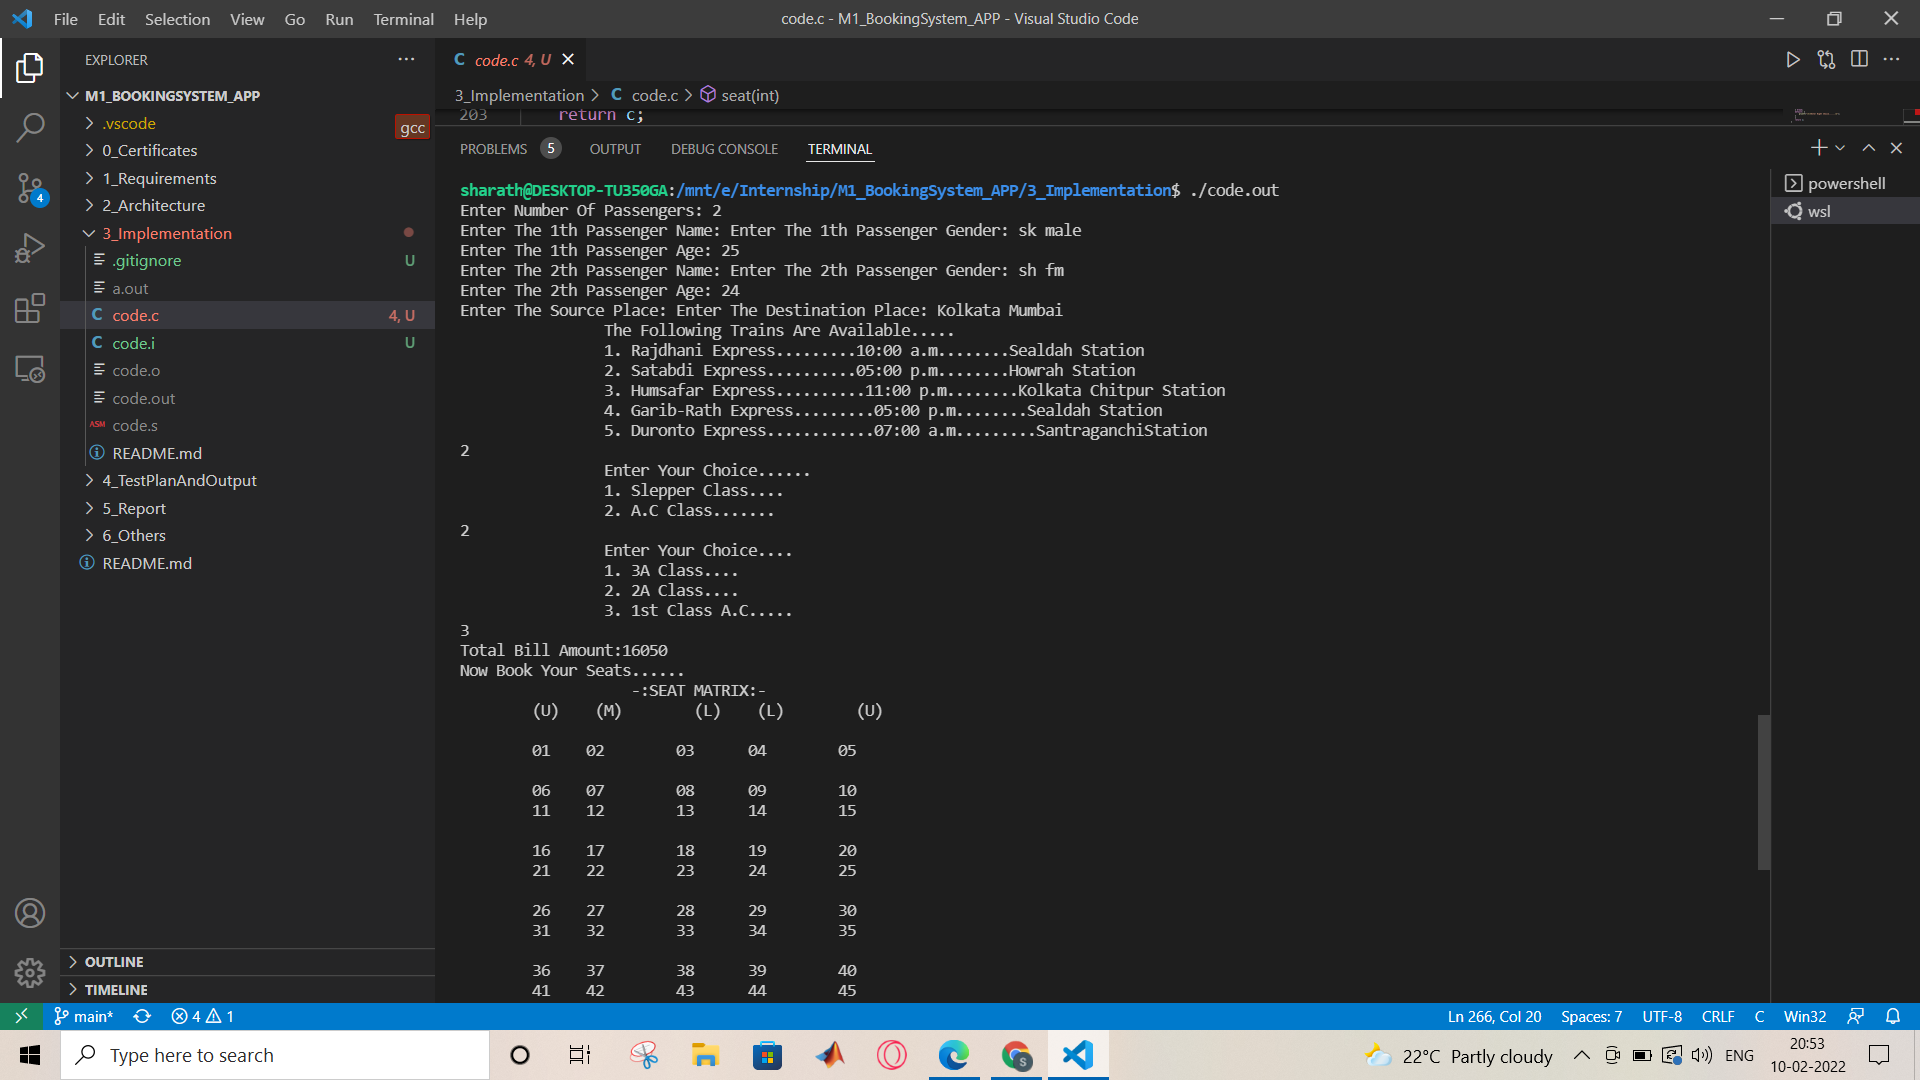 File Edit Selection View Go Run Terminal Help
code.c - M1_BookingSystem_APP - Visual Studio Code
EXPLORER
M1_BOOKINGSYSTEM_APP
.vscode
gcc
0_Certificates
1_Requirements
2_Architecture
3_Implementation
.gitignore U
a.out
code.c 4, U
code.i U
code.o
code.out
ASM code.s
README.md
4_TestPlanAndOutput
5_Report
6_Others
README.md
OUTLINE
TIMELINE
4
C code.c 4, U
3_Implementation > C code.c > seat(int)
203 return c;
PROBLEMS 5 OUTPUT DEBUG CONSOLE TERMINAL
powershell
wsl
sharath@DESKTOP-TU350GA:/mnt/e/Internship/M1_BookingSystem_APP/3_Implementation$ ./code.out
Enter Number Of Passengers: 2
Enter The 1th Passenger Name: Enter The 1th Passenger Gender: sk male
Enter The 1th Passenger Age: 25
Enter The 2th Passenger Name: Enter The 2th Passenger Gender: sh fm
Enter The 2th Passenger Age: 24
Enter The Source Place: Enter The Destination Place: Kolkata Mumbai
The Following Trains Are Available.....
1. Rajdhani Express.........10:00 a.m........Sealdah Station
2. Satabdi Express..........05:00 p.m........Howrah Station
3. Humsafar Express..........11:00 p.m........Kolkata Chitpur Station
4. Garib-Rath Express.........05:00 p.m........Sealdah Station
5. Duronto Express............07:00 a.m.........SantraganchiStation
2
Enter Your Choice......
1. Slepper Class....
2. A.C Class.......
2
Enter Your Choice....
1. 3A Class....
2. 2A Class....
3. 1st Class A.C.....
3
Total Bill Amount:16050
Now Book Your Seats......
-:SEAT MATRIX:-
(U) (M) (L) (L) (U)
01 02 03 04 05
06 07 08 09 10
11 12 13 14 15
16 17 18 19 20
21 22 23 24 25
26 27 28 29 30
31 32 33 34 35
36 37 38 39 40
41 42 43 44 45
main* 4 1
Ln 266, Col 20 Spaces: 7 UTF-8 CRLF C Win32
Type here to search
22°C Partly cloudy
ENG
20:53
10-02-2022